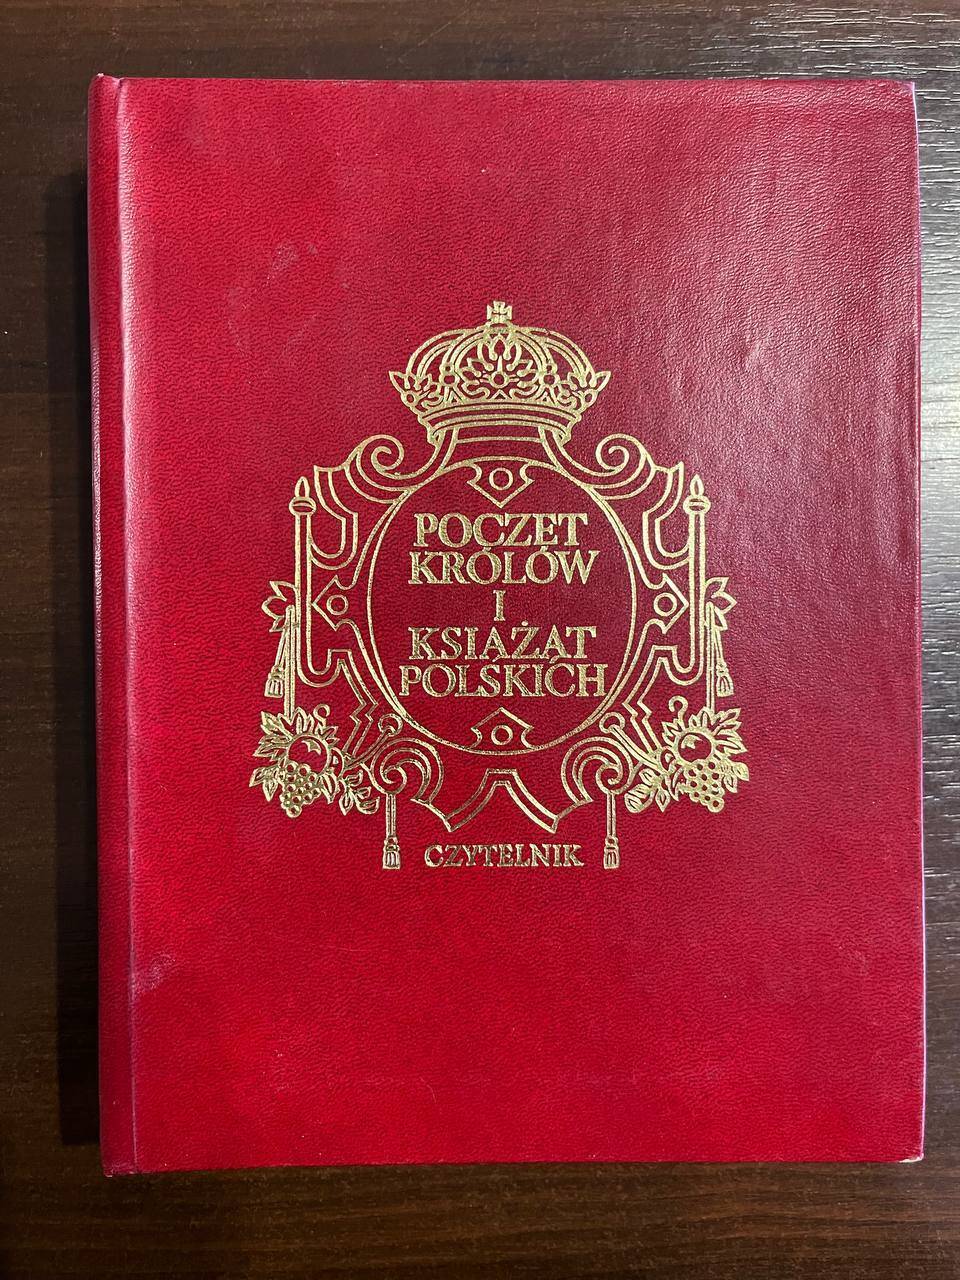 POCZET
KRÓLÓW
I
KSIĄŻĄT
POLSKICH
CZYTELNIK